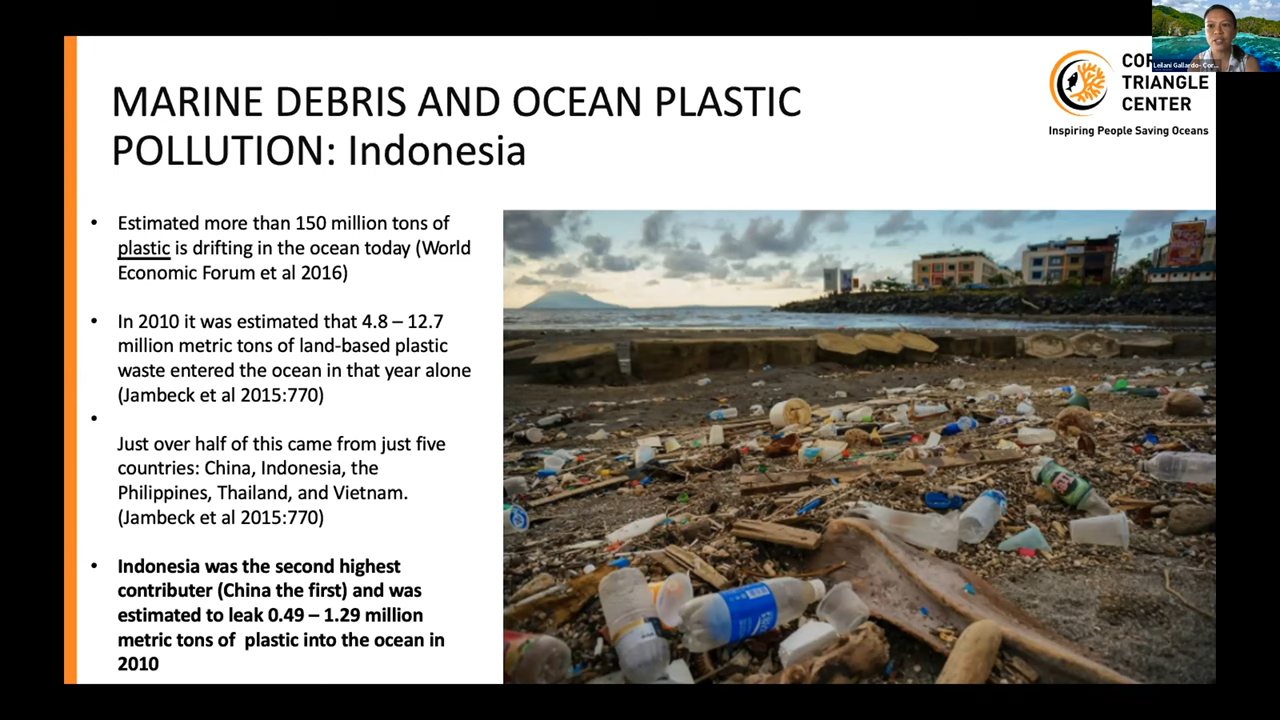 MARINE DEBRIS AND OCEAN PLASTIC
POLLUTION: Indonesia
TRIANGLE
CENTER
Inspiring People Saving Oceans
Leilani Gallardo- Cor...
• Estimated more than 150 million tons of
plastic is drifting in the ocean today (World
Economic Forum et al 2016)
• In 2010 it was estimated that 4.8 – 12.7
million metric tons of land-based plastic
waste entered the ocean in that year alone
(Jambeck et al 2015:770)
•
Just over half of this came from just five
countries: China, Indonesia, the
Philippines, Thailand, and Vietnam.
(Jambeck et al 2015:770)
• Indonesia was the second highest
contributer (China the first) and was
estimated to leak 0.49 – 1.29 million
metric tons of plastic into the ocean in
2010